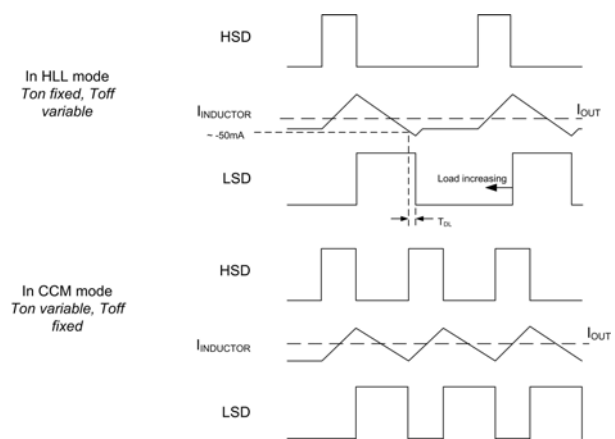 HSD
In HLL mode
Ton fixed, Toff
variable
IINDUCTOR
IOUT
~ -50mA
LSD
Load increasing
TDL
HSD
In CCM mode
Ton variable, Toff
fixed
IINDUCTOR
IOUT
LSD